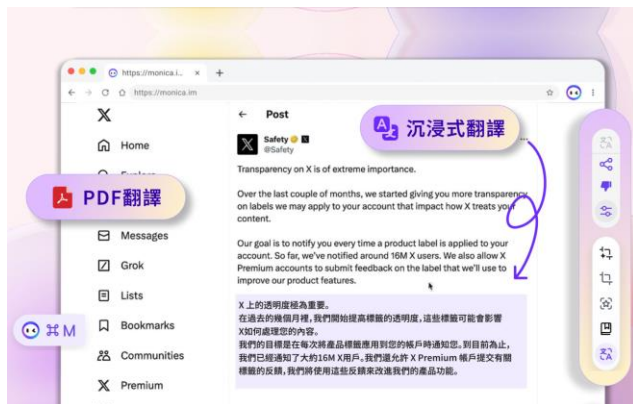 https://monica.i...
https://monica.im
Post
沉浸式翻譯
Safety
@Safety
Home
Transparency on X is of extreme importance.
PDF翻譯
Over the last couple of months, we started giving you more transparency
on labels we may apply to your account that impact how X treats your
content.
Messages
Our goal is to notify you every time a product label is applied to your
account. So far, we've notified around 16M X users. We also allow X
Premium accounts to submit feedback on the label that we'll use to
improve our product features.
Grok
Lists
X 上的透明度極為重要。
在過去的幾個月裡，我們開始提高標籤的透明度，這些標籤可能會影響
X如何處理您的內容。
我們的目標是在每次將產品標籤應用到您的帳戶時通知您。到目前為止，
我們已經通知了大約16M X用戶。我們還允許 X Premium 帳戶提交有關
標籤的反饋，我們將使用這些反饋來改進我們的產品功能。
⌘ M
Bookmarks
Communities
Premium